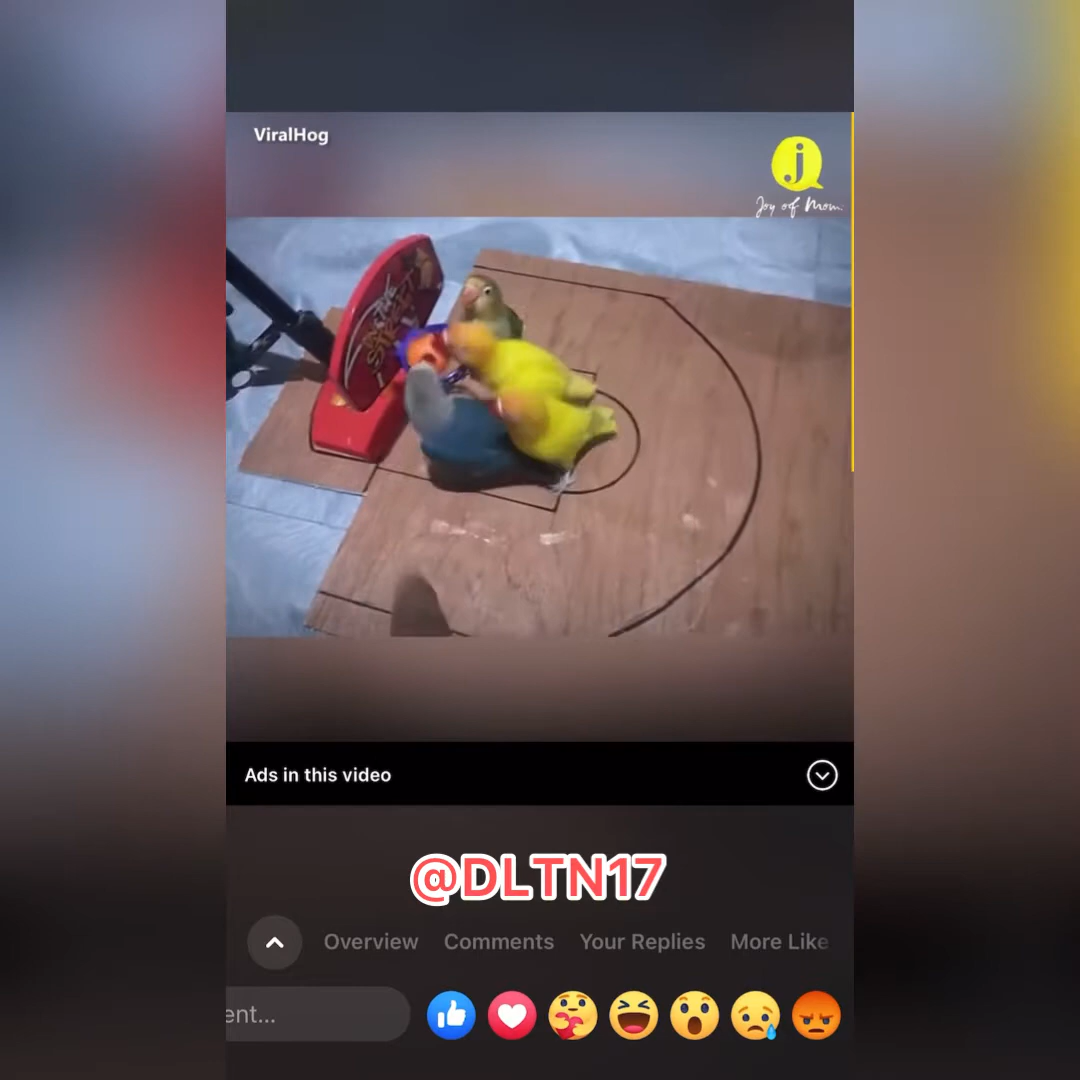 ViralHog
j
Joy of Mom.
Ads in this video
@DLTN17
Overview Comments Your Replies More Like
ent...